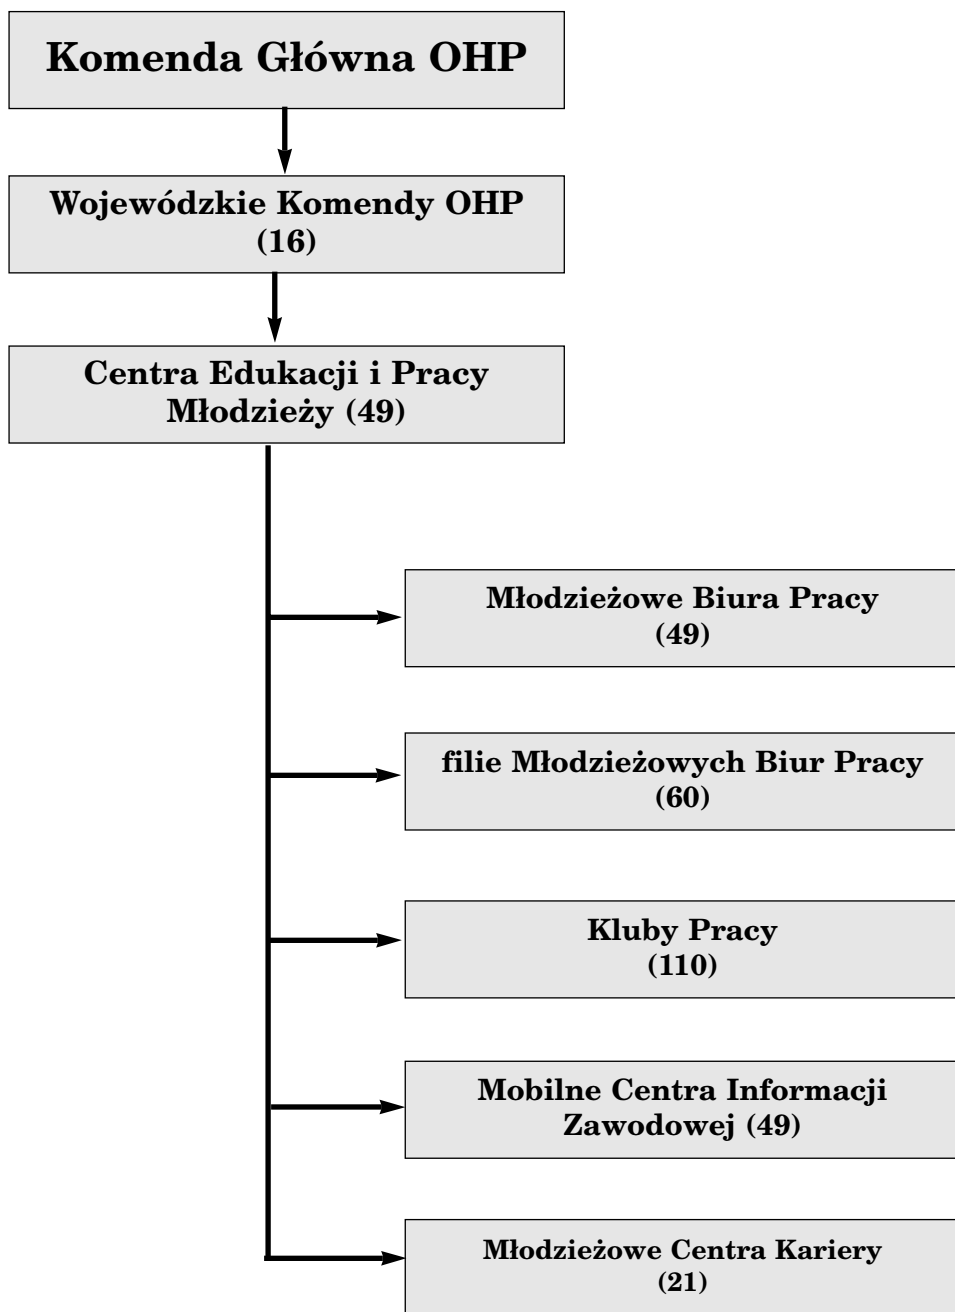 Komenda Główna OHP
Wojewódzkie Komendy OHP
(16)
Centra Edukacji i Pracy
Młodzieży (49)
Młodzieżowe Biura Pracy
(49)
filie Młodzieżowych Biur Pracy
(60)
Kluby Pracy
(110)
Mobilne Centra Informacji
Zawodowej (49)
Młodzieżowe Centra Kariery
(21)